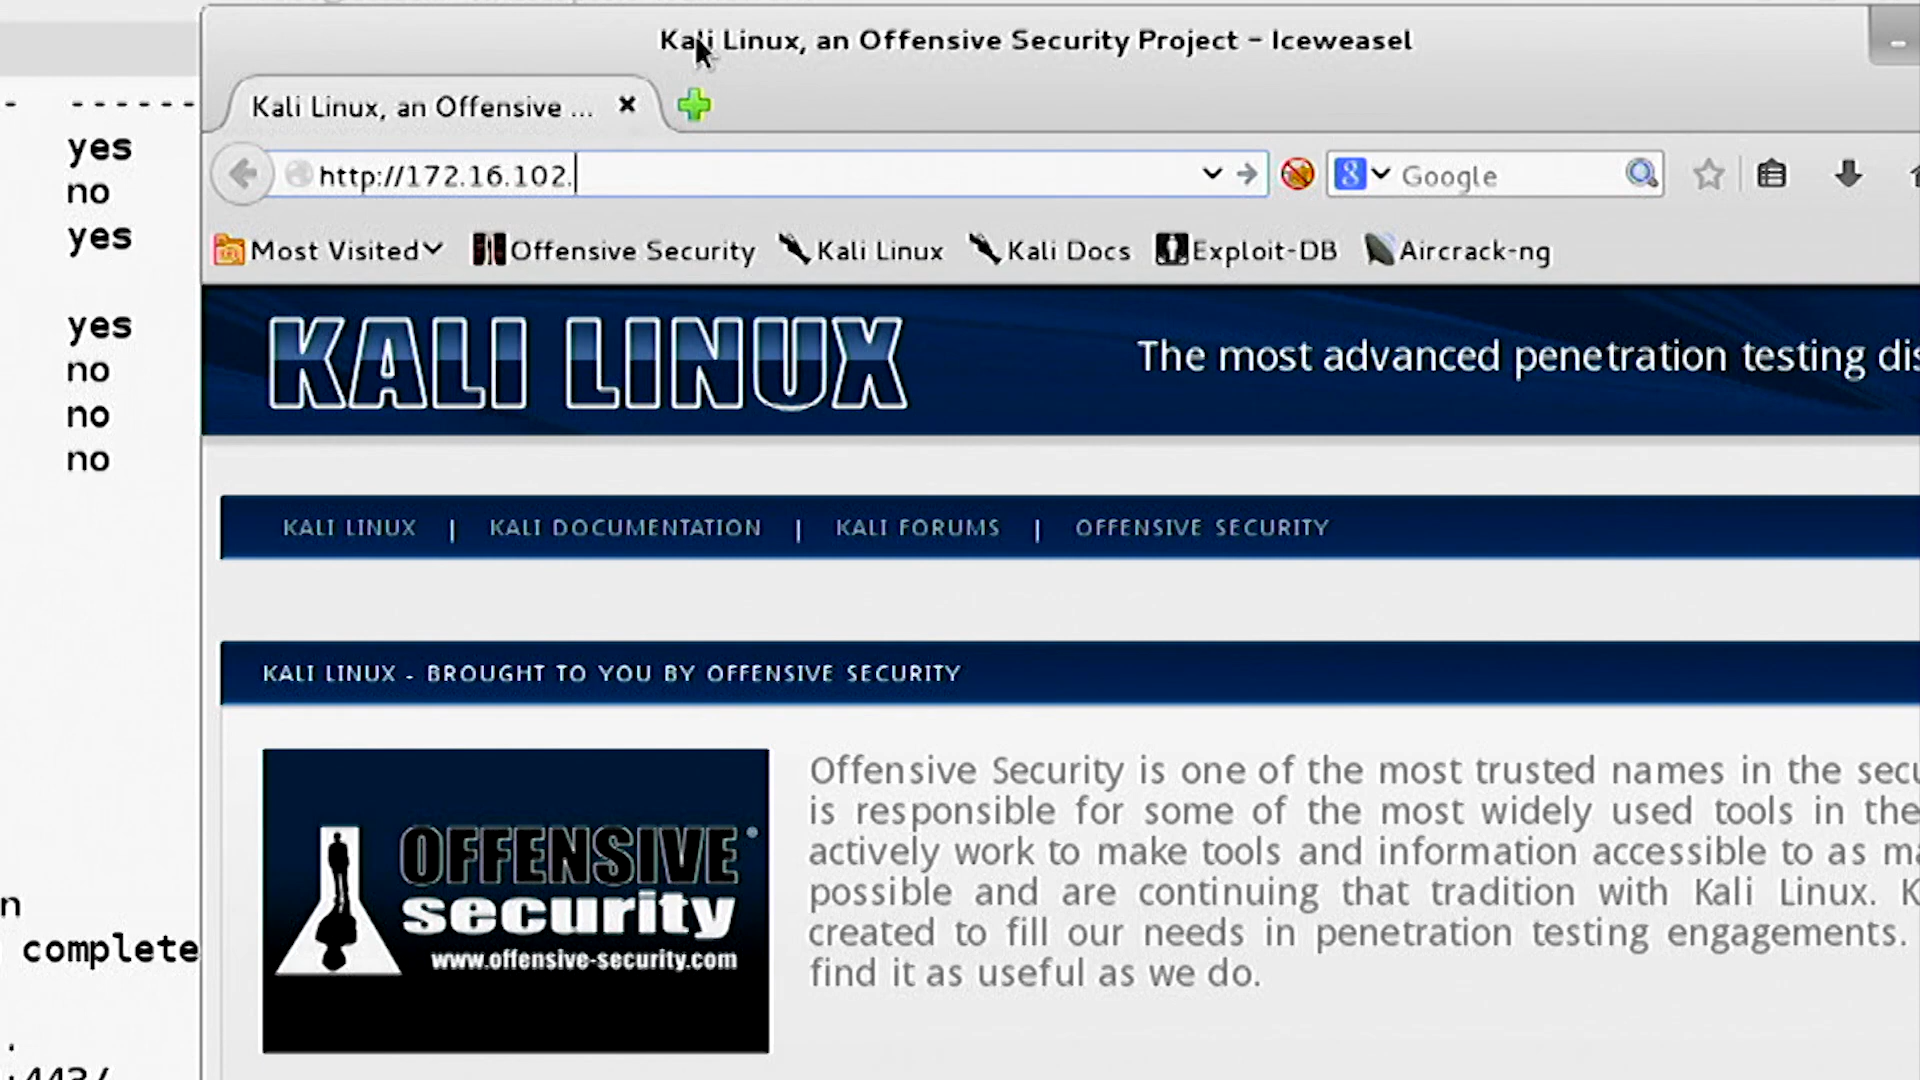 Kali Linux, an Offensive Security Project - Iceweasel
Kali Linux, an Offensive ...
http://172.16.102.
Google
Most Visited
Offensive Security
Kali Linux
Kali Docs
Exploit-DB
Aircrack-ng
- ------
yes
no
yes
yes
no
no
no
n
complete
.
:443/
KALI LINUX
The most advanced penetration testing dis
KALI LINUX | KALI DOCUMENTATION | KALI FORUMS | OFFENSIVE SECURITY
KALI LINUX - BROUGHT TO YOU BY OFFENSIVE SECURITY
OFFENSIVE
security
www.offensive-security.com
Offensive Security is one of the most trusted names in the secu
is responsible for some of the most widely used tools in the
actively work to make tools and information accessible to as ma
possible and are continuing that tradition with Kali Linux. K
created to fill our needs in penetration testing engagements.
find it as useful as we do.